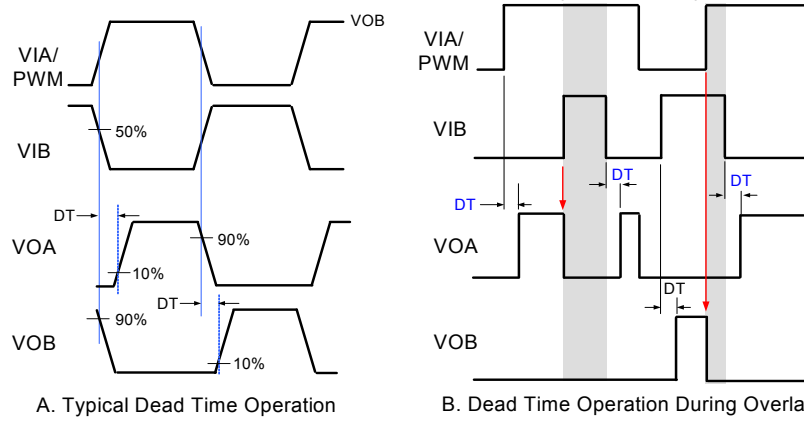 VOB
VIA/
PWM
VIB
50%
VOA
DT
90%
10%
VOB
90%
DT
10%
A. Typical Dead Time Operation
VIA/
PWM
VIB
DT
DT
DT
VOA
DT
VOB
B. Dead Time Operation During Overla